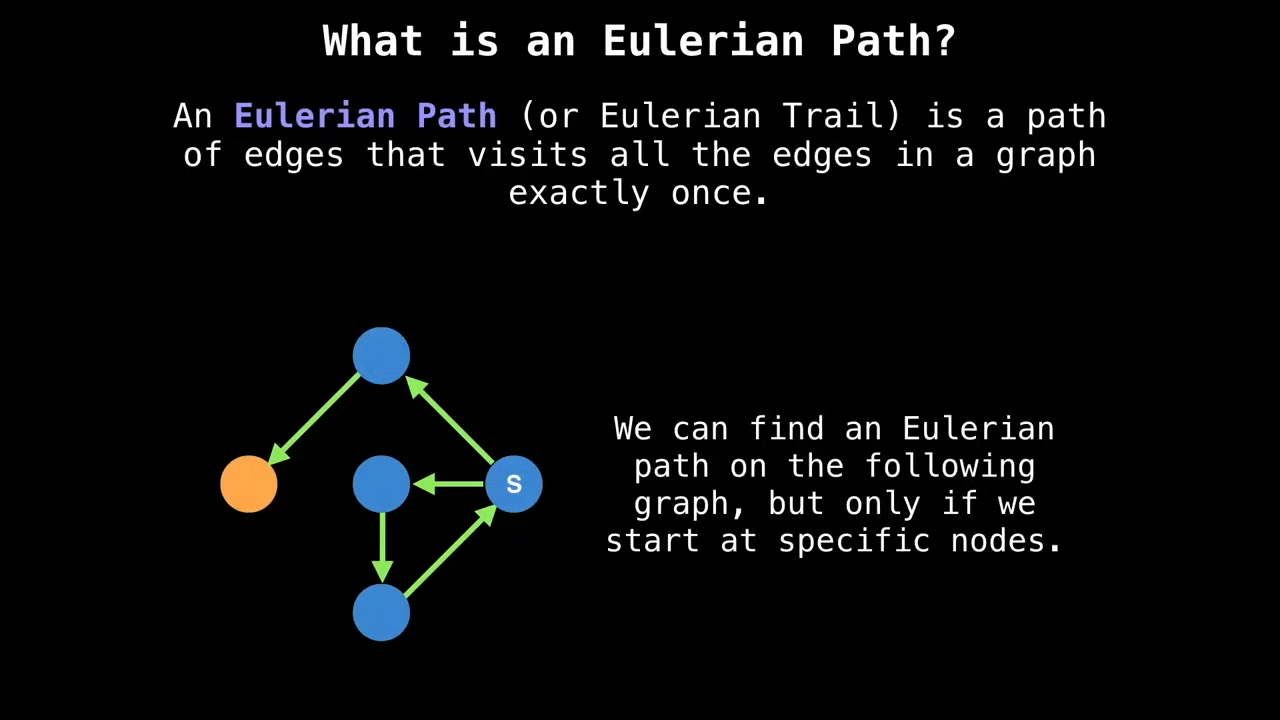 What is an Eulerian Path?
An Eulerian Path (or Eulerian Trail) is a path
of edges that visits all the edges in a graph
exactly once.
S
We can find an Eulerian
path on the following
graph, but only if we
start at specific nodes.